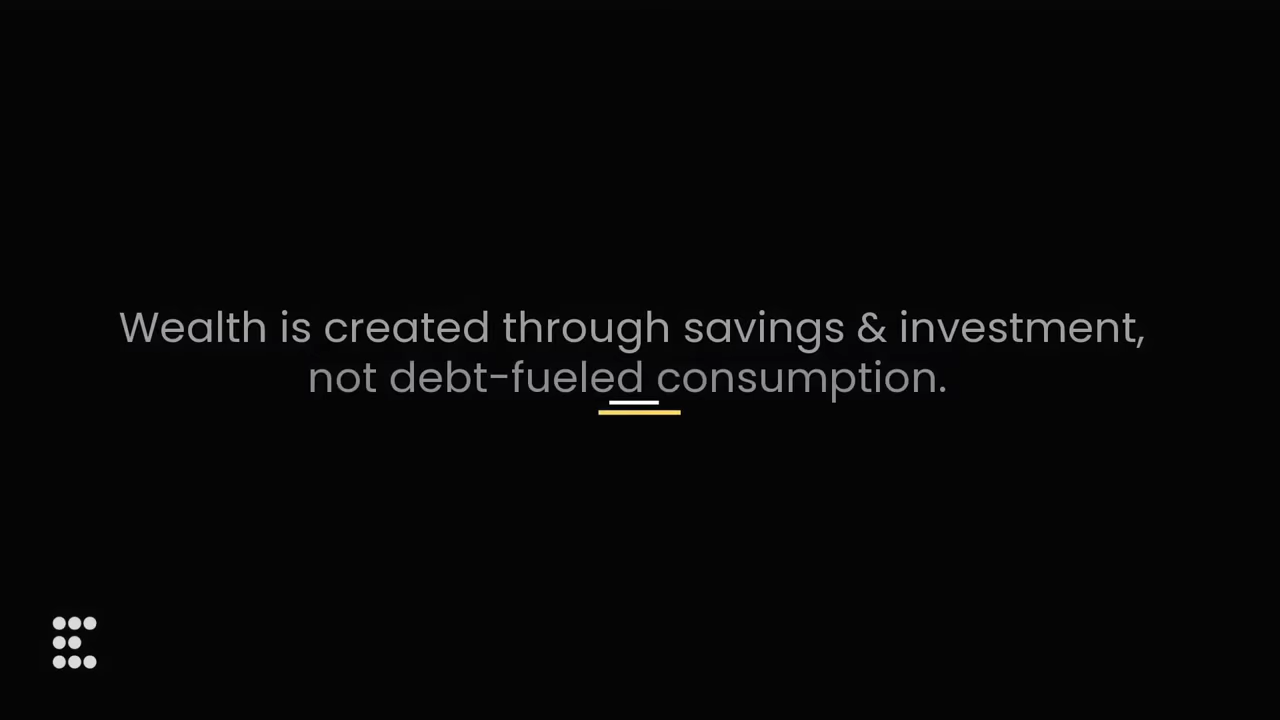 Wealth is created through savings & investment,
not debt-fueled consumption.